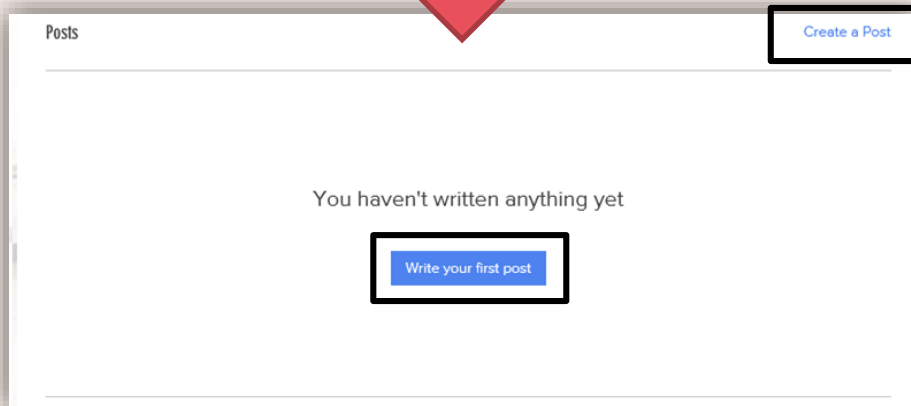 Posts
Create a Post
You haven't written anything yet
Write your first post